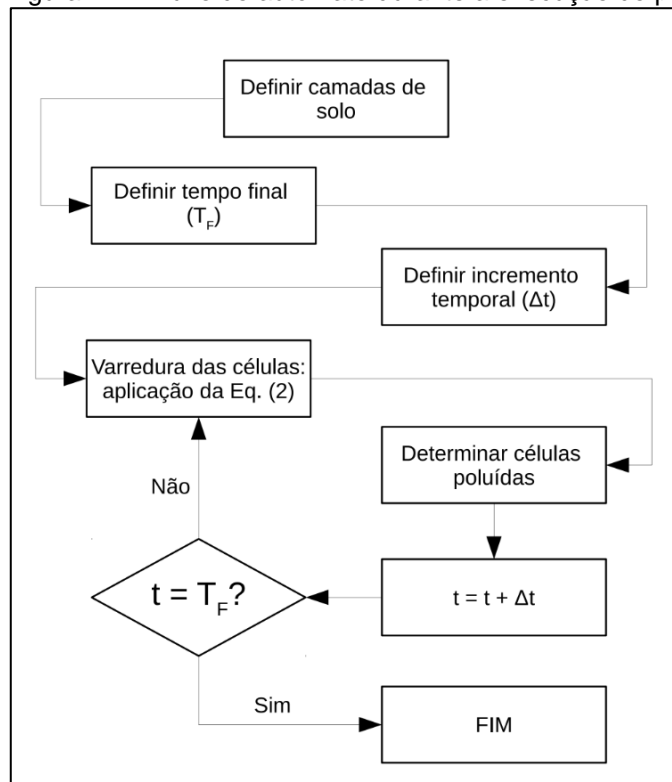 Definir camadas de
solo
Definir tempo final
(T_F)
Definir incremento
temporal (Δt)
Varredura das células:
aplicação da Eq. (2)
Determinar células
poluídas
Não
t = T_F?
t = t + Δt
Sim
FIM